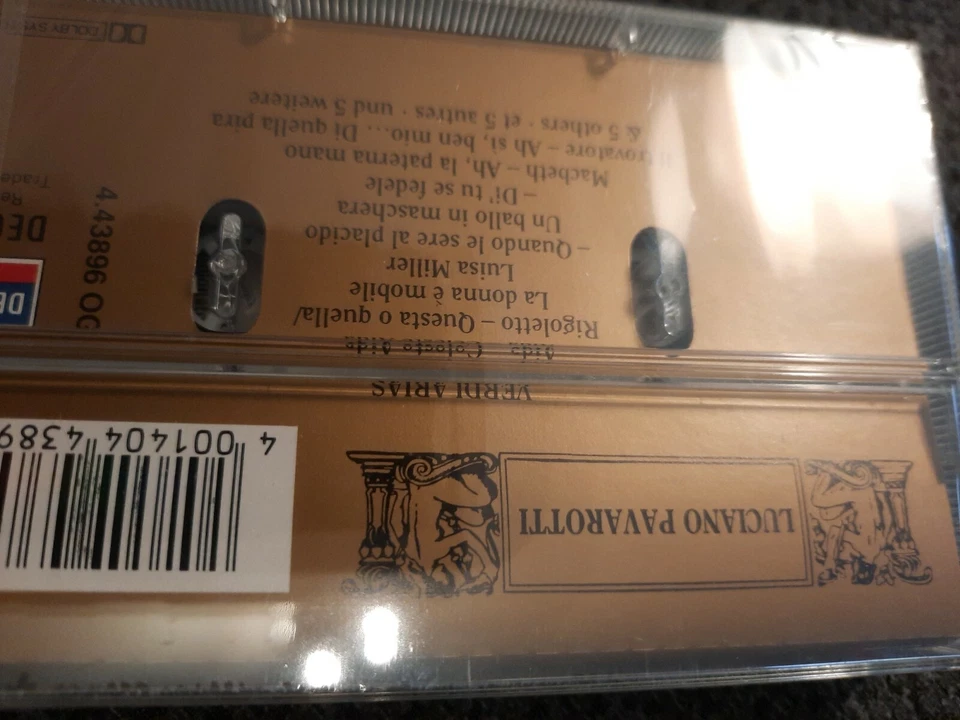 LUCIANO PAVAROTTI
VERDI ARIAS
Aida – Celeste Aida
Rigoletto – Questa o quella/
La donna è mobile
Luisa Miller
– Quando le sere al placido
Un ballo in maschera
– Di' tu se fedele
Macbeth – Ah, la paterna mano
Il trovatore – Ah sì, ben mio... Di quella pira
& 5 others · et 5 autres · und 5 weitere
4 001404 4389
4.43896 OG
DOLBY SYST